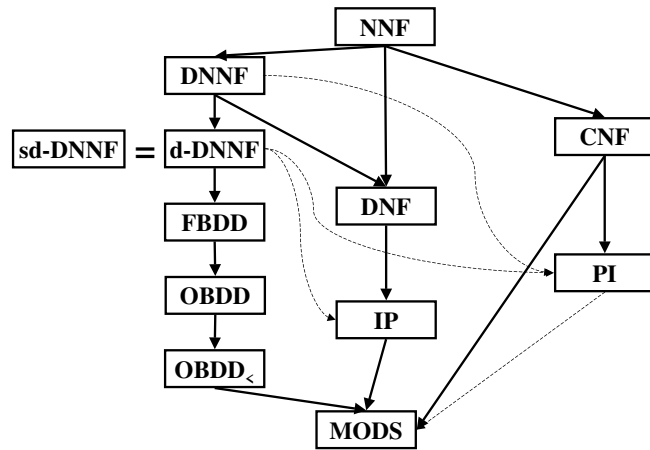 NNF
DNNF
sd-DNNF = d-DNNF
CNF
DNF
FBDD
PI
OBDD
IP
OBDD<
MODS